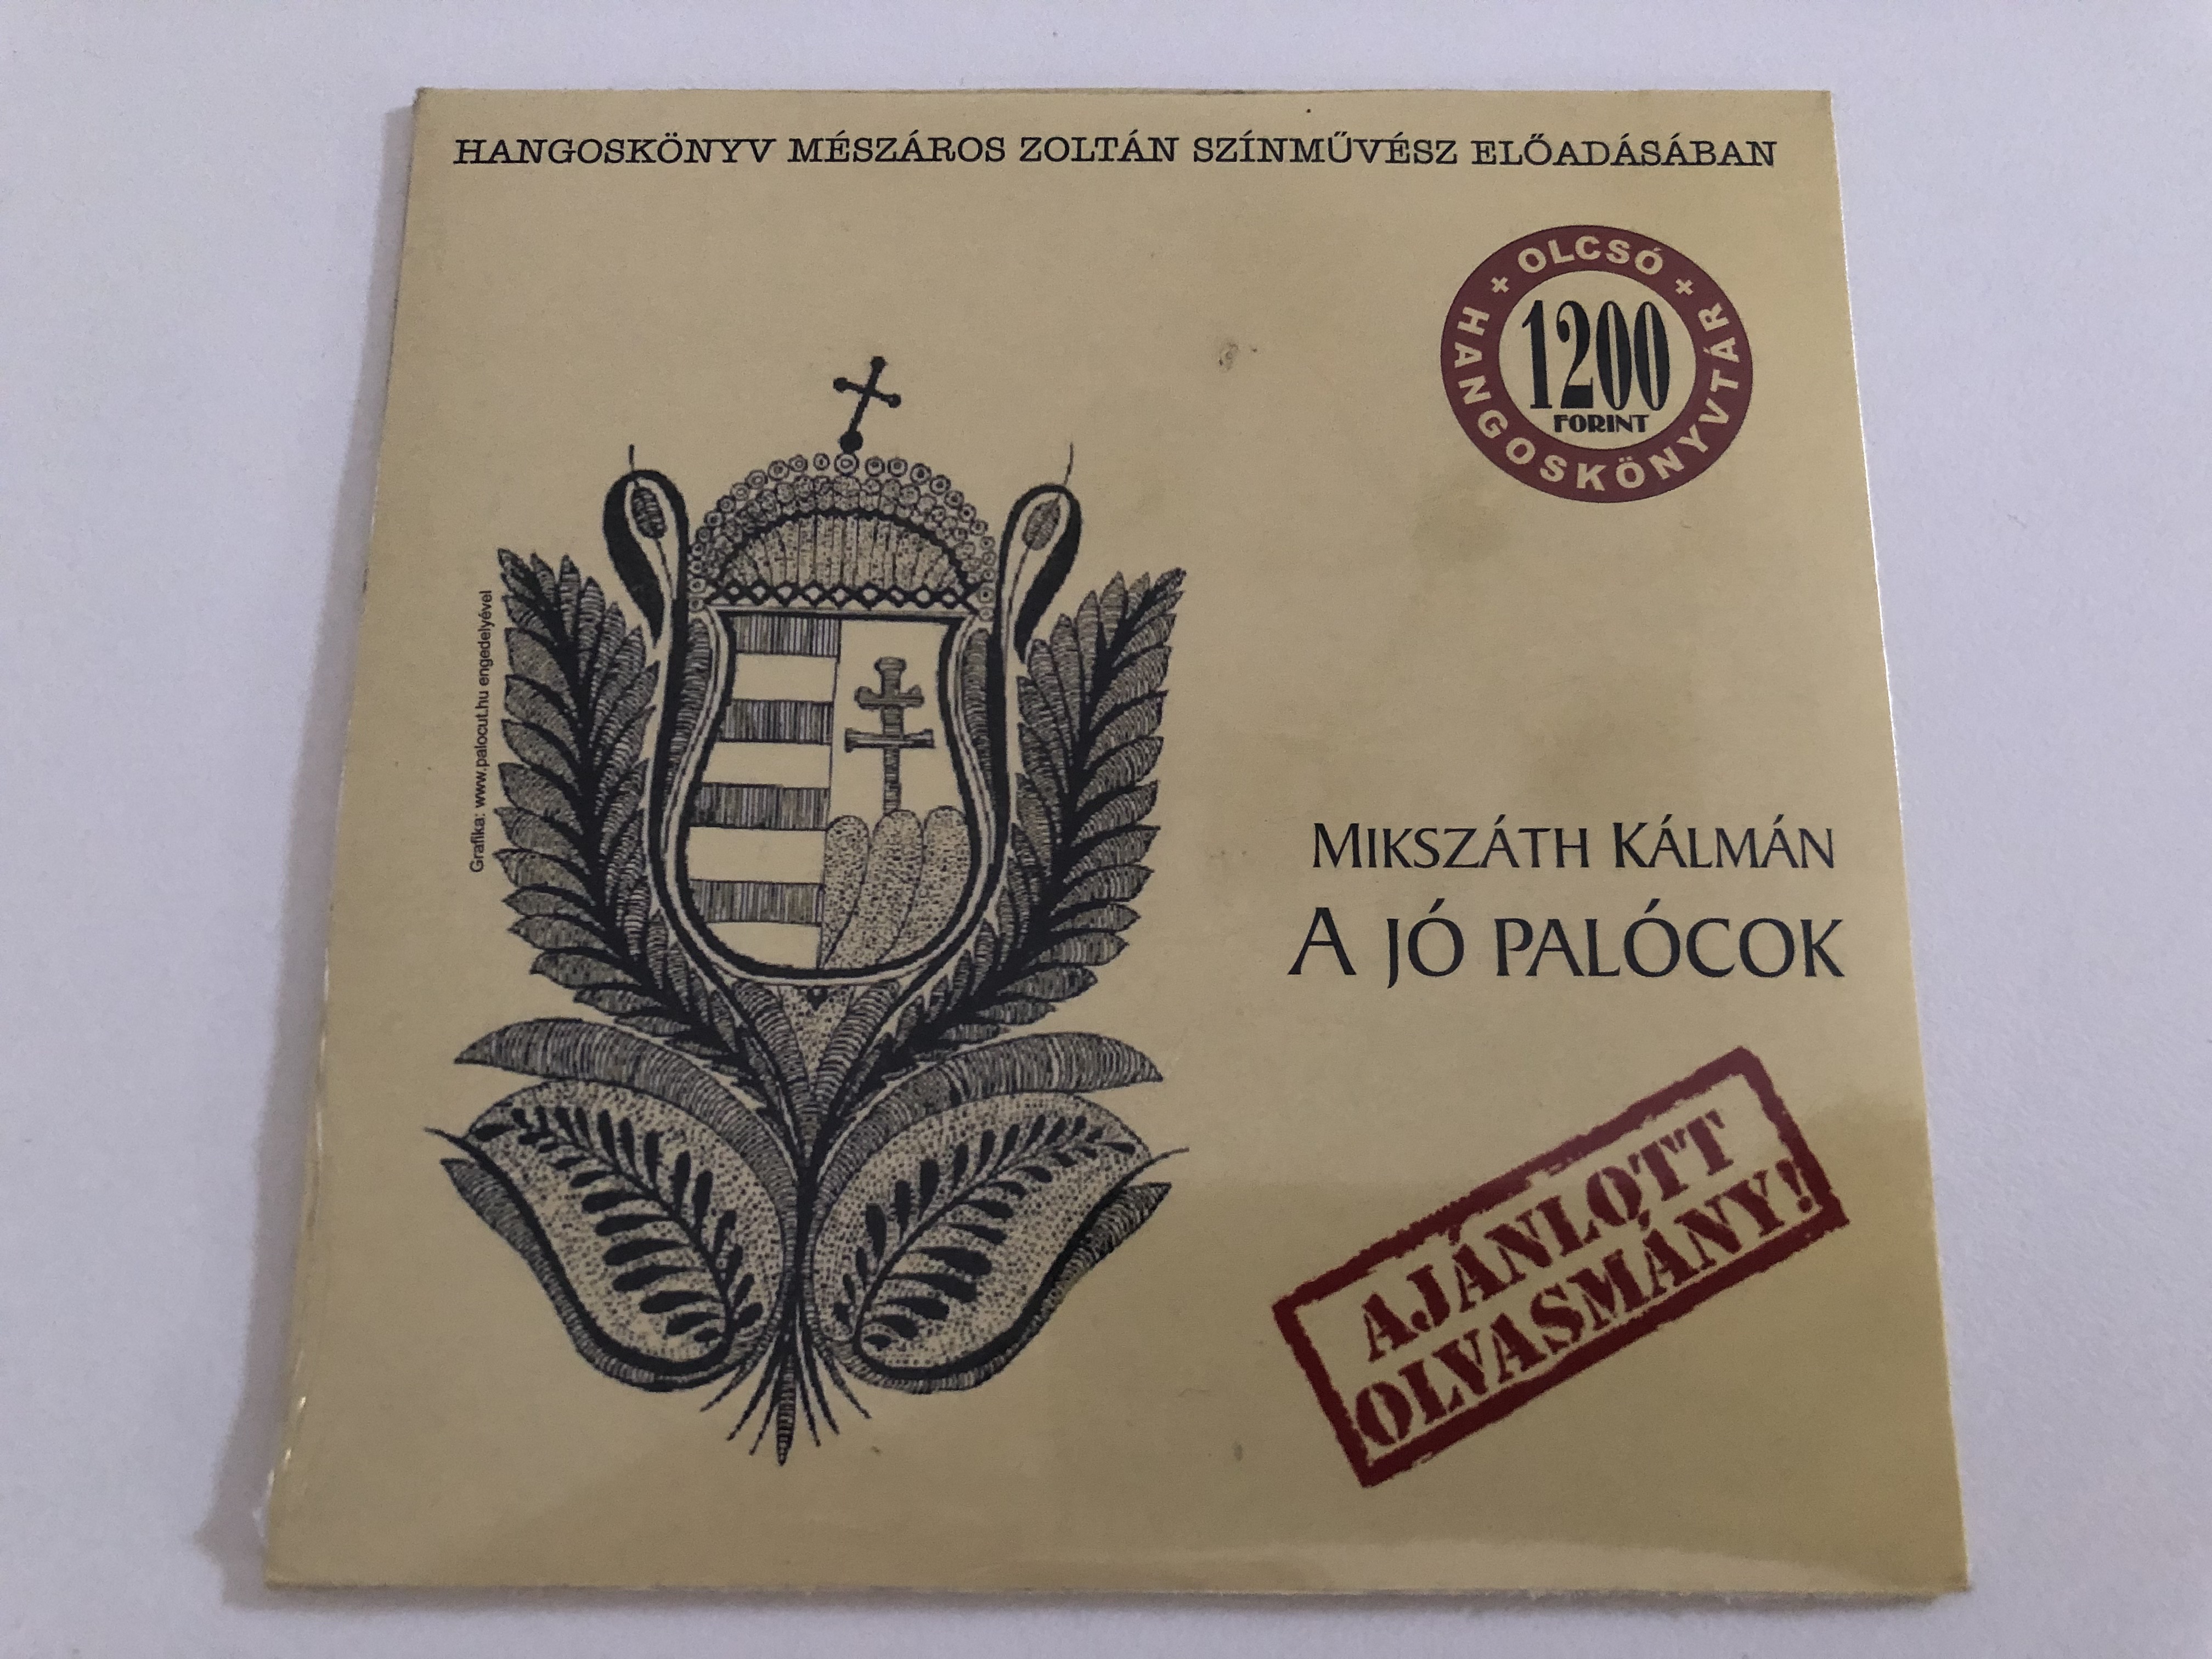 HANGOSKÖNYV MÉSZÁROS ZOLTÁN SZÍNMŰVÉSZ ELŐADÁSÁBAN
+ OLCSÓ +
HANGOSKÖNYVTÁR
1200
FORINT
Grafika: www.palocut.hu engedelyével
MIKSZÁTH KÁLMÁN
A JÓ PALÓCOK
AJÁNLOTT
OLVASMÁNY!